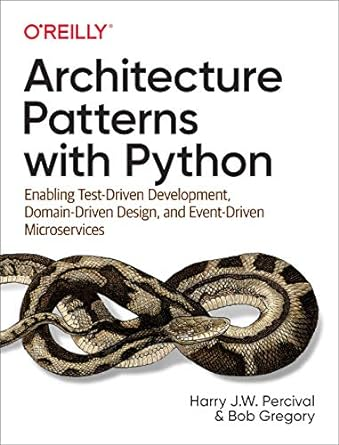 O'REILLY®
Architecture
Patterns
with Python
Enabling Test-Driven Development,
Domain-Driven Design, and Event-Driven
Microservices
Harry J.W. Percival
& Bob Gregory